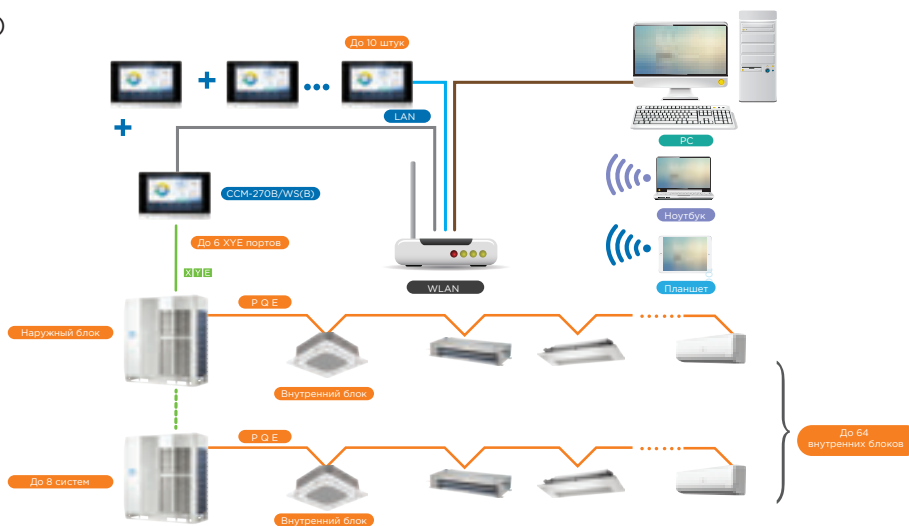 До 10 штук
LAN
PC
CCM-270B/WS(B)
Ноутбук
До 6 XYE портов
X Y E
WLAN
Планшет
P Q E
Наружный блок
Внутренний блок
До 64
внутренних блоков
P Q E
До 8 систем
Внутренний блок